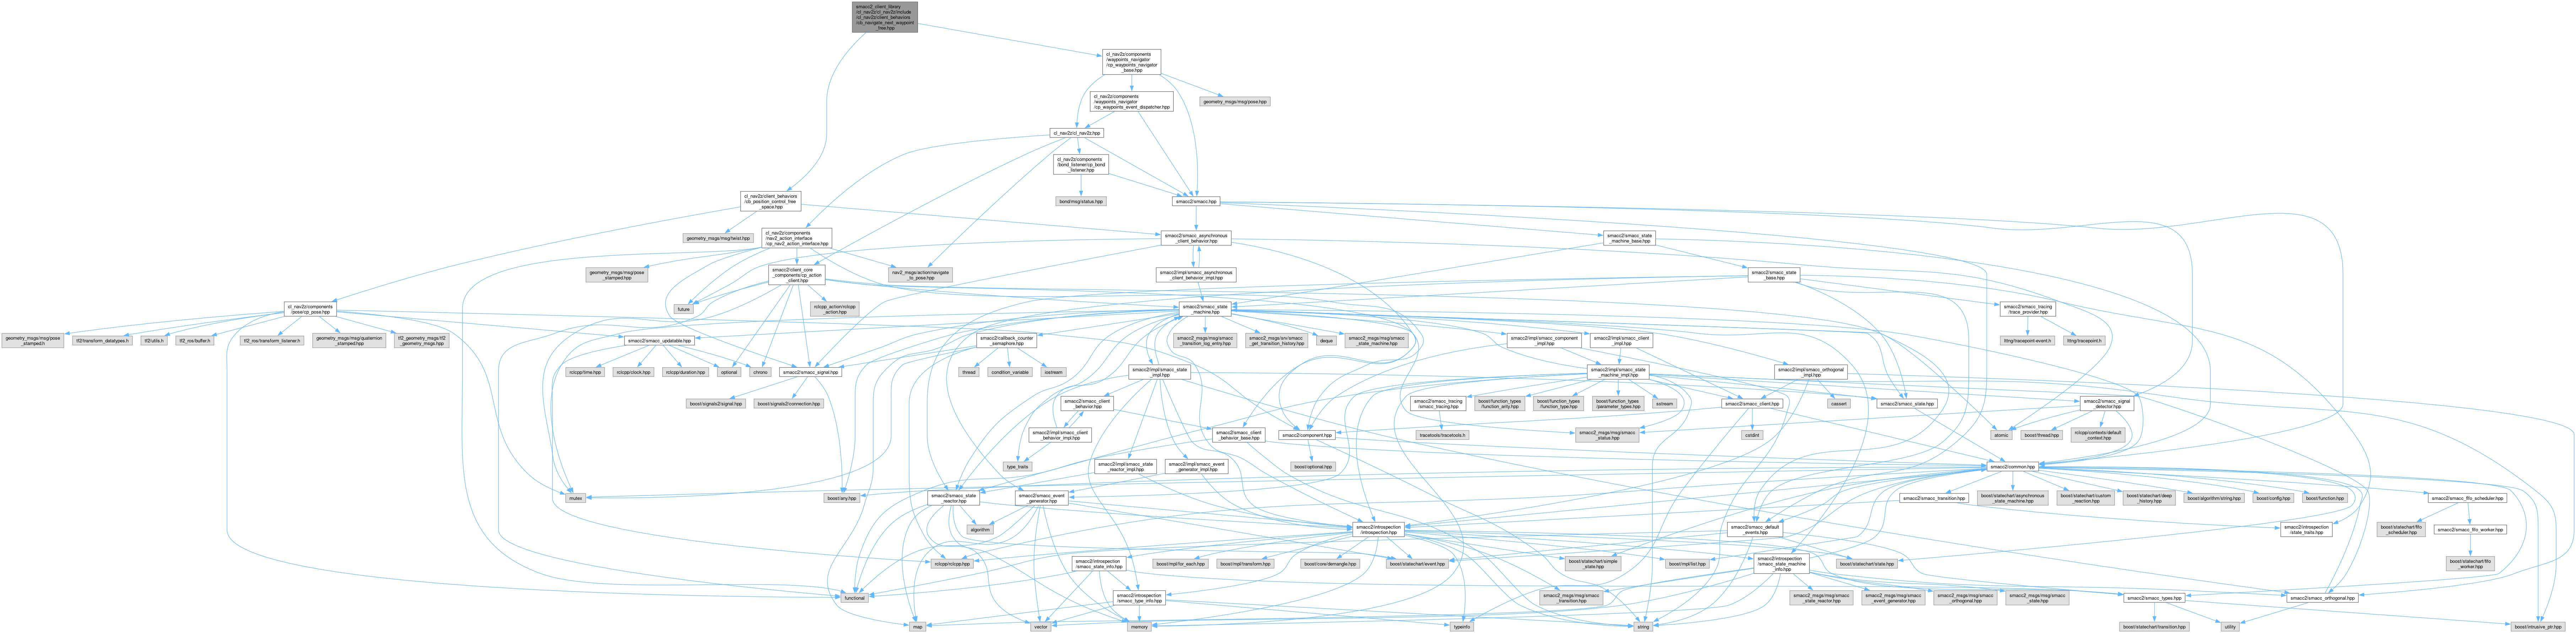 smacc2_client_library
/cl_nav2z/cl_nav2z/include
/cl_nav2z/client_behaviors
/cb_navigate_next_waypoint
_free.hpp
cl_nav2z/components
/waypoints_navigator
/cp_waypoints_navigator
_base.hpp
cl_nav2z/components
/waypoints_navigator
/cp_waypoints_event_dispatcher.hpp
geometry_msgs/msg/pose.hpp
cl_nav2z/cl_nav2z.hpp
cl_nav2z/components
/bond_listener/cp_bond
_listener.hpp
cl_nav2z/client_behaviors
/cb_position_control_free
_space.hpp
bond/msg/status.hpp
smacc2/smacc.hpp
geometry_msgs/msg/twist.hpp
cl_nav2z/components
/nav2_action_interface
/cp_nav2_action_interface.hpp
smacc2/smacc_asynchronous
_client_behavior.hpp
smacc2/smacc_state
_machine_base.hpp
geometry_msgs/msg/pose
_stamped.hpp
smacc2/client_core
_components/cp_action
_client.hpp
nav2_msgs/action/navigate
_to_pose.hpp
smacc2/impl/smacc_asynchronous
_client_behavior_impl.hpp
smacc2/smacc_state
_base.hpp
cl_nav2z/components
/pose/cp_pose.hpp
future
rclcpp_action/rclcpp
_action.hpp
smacc2/smacc_state
_machine.hpp
smacc2/smacc_tracing
/trace_provider.hpp
geometry_msgs/msg/pose
_stamped.h
tf2/transform_datatypes.h
tf2/utils.h
tf2_ros/buffer.h
tf2_ros/transform_listener.h
geometry_msgs/msg/quaternion
_stamped.hpp
tf2_geometry_msgs/tf2
_geometry_msgs.hpp
smacc2/smacc_updatable.hpp
smacc2/callback_counter
_semaphore.hpp
smacc2_msgs/msg/smacc
_transition_log_entry.hpp
smacc2_msgs/srv/smacc
_get_transition_history.hpp
deque
smacc2_msgs/msg/smacc
_state_machine.hpp
smacc2/impl/smacc_component
_impl.hpp
smacc2/impl/smacc_client
_impl.hpp
lttng/tracepoint-event.h
lttng/tracepoint.h
rclcpp/time.hpp
rclcpp/clock.hpp
rclcpp/duration.hpp
optional
chrono
smacc2/smacc_signal.hpp
thread
condition_variable
iostream
smacc2/impl/smacc_state
_impl.hpp
smacc2/impl/smacc_state
_machine_impl.hpp
smacc2/impl/smacc_orthogonal
_impl.hpp
boost/signals2/signal.hpp
boost/signals2/connection.hpp
smacc2/smacc_client
_behavior.hpp
smacc2/smacc_tracing
/smacc_tracing.hpp
boost/function_types
/function_arity.hpp
boost/function_types
/function_type.hpp
boost/function_types
/parameter_types.hpp
sstream
smacc2/smacc_client.hpp
cassert
smacc2/smacc_state.hpp
smacc2/smacc_signal
_detector.hpp
smacc2/impl/smacc_client
_behavior_impl.hpp
smacc2/smacc_client
_behavior_base.hpp
smacc2/component.hpp
tracetools/tracetools.h
smacc2_msgs/msg/smacc
_status.hpp
cstdint
atomic
boost/thread.hpp
rclcpp/contexts/default
_context.hpp
type_traits
smacc2/impl/smacc_state
_reactor_impl.hpp
smacc2/impl/smacc_event
_generator_impl.hpp
boost/optional.hpp
smacc2/common.hpp
mutex
boost/any.hpp
smacc2/smacc_state
_reactor.hpp
smacc2/smacc_event
_generator.hpp
smacc2/smacc_transition.hpp
boost/statechart/asynchronous
_state_machine.hpp
boost/statechart/custom
_reaction.hpp
boost/statechart/deep
_history.hpp
boost/algorithm/string.hpp
boost/config.hpp
boost/function.hpp
smacc2/smacc_fifo_scheduler.hpp
algorithm
smacc2/introspection
/introspection.hpp
smacc2/smacc_default
_events.hpp
smacc2/introspection
/state_traits.hpp
boost/statechart/fifo
_scheduler.hpp
smacc2/smacc_fifo_worker.hpp
rclcpp/rclcpp.hpp
smacc2/introspection
/smacc_state_info.hpp
boost/mpl/for_each.hpp
boost/mpl/transform.hpp
boost/core/demangle.hpp
boost/statechart/event.hpp
boost/statechart/simple
_state.hpp
boost/mpl/list.hpp
smacc2/introspection
/smacc_state_machine
_info.hpp
boost/statechart/state.hpp
boost/statechart/fifo
_worker.hpp
functional
smacc2/introspection
/smacc_type_info.hpp
smacc2_msgs/msg/smacc
_transition.hpp
smacc2_msgs/msg/smacc
_state_reactor.hpp
smacc2_msgs/msg/smacc
_event_generator.hpp
smacc2_msgs/msg/smacc
_orthogonal.hpp
smacc2_msgs/msg/smacc
_state.hpp
smacc2/smacc_types.hpp
smacc2/smacc_orthogonal.hpp
map
vector
memory
typeinfo
string
boost/statechart/transition.hpp
utility
boost/intrusive_ptr.hpp